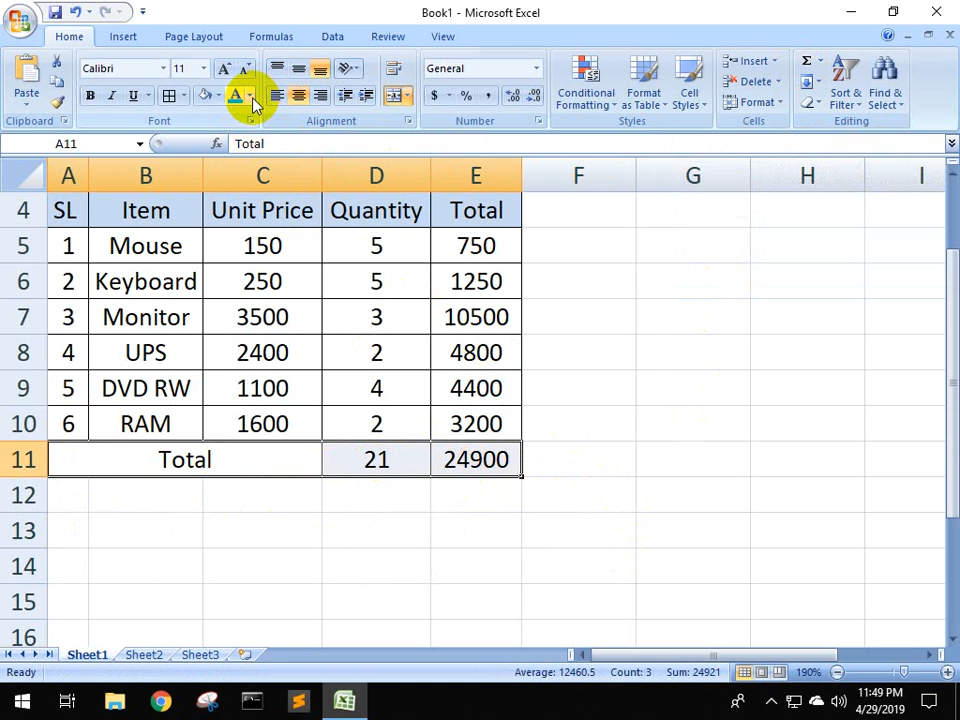 Book1 - Microsoft Excel
Home Insert Page Layout Formulas Data Review View
Paste
Calibri 11
B I U A
General
$ % ,
Conditional Formatting
Format as Table
Cell Styles
Insert
Delete
Format
Σ
Sort & Filter
Find & Select
Clipboard Font Alignment Number Styles Cells Editing
A11 fx Total
A B C D E F G H I
4 SL Item Unit Price Quantity Total
5 1 Mouse 150 5 750
6 2 Keyboard 250 5 1250
7 3 Monitor 3500 3 10500
8 4 UPS 2400 2 4800
9 5 DVD RW 1100 4 4400
10 6 RAM 1600 2 3200
11 Total 21 24900
12
13
14
15
16
Sheet1 Sheet2 Sheet3
Ready Average: 12460.5 Count: 3 Sum: 24921 190%
11:49 PM
4/29/2019